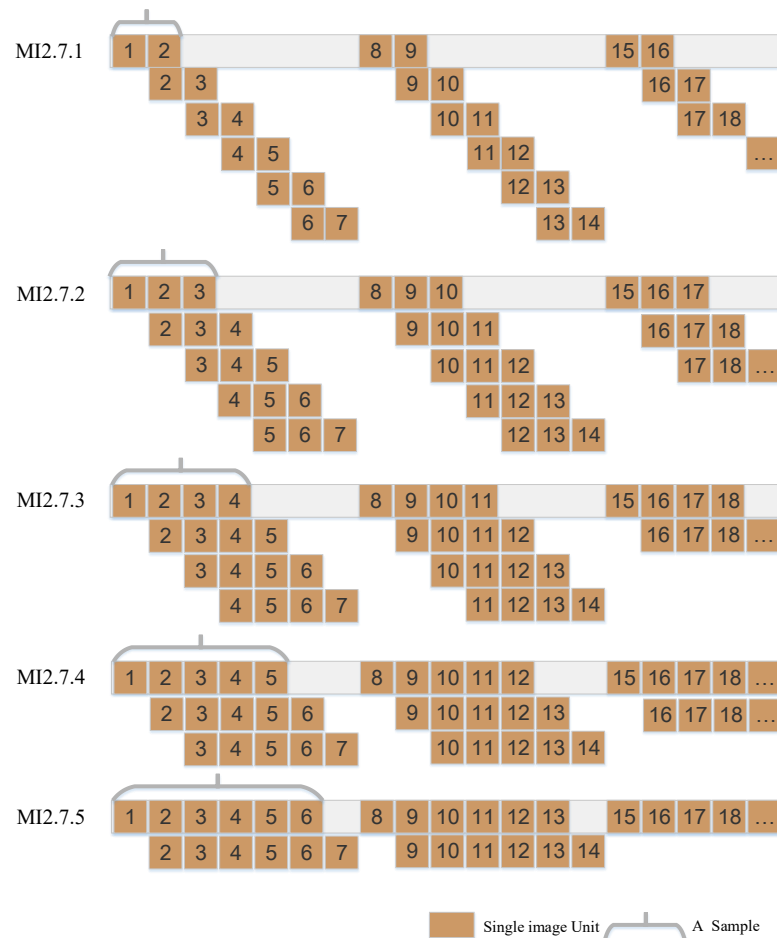 MI2.7.1 1 2 8 9 15 16
2 3 9 10 16 17
3 4 10 11 17 18
4 5 11 12 ...
5 6 12 13
6 7 13 14
MI2.7.2 1 2 3 8 9 10 15 16 17
2 3 4 9 10 11 16 17 18
3 4 5 10 11 12 17 18 ...
4 5 6 11 12 13
5 6 7 12 13 14
MI2.7.3 1 2 3 4 8 9 10 11 15 16 17 18
2 3 4 5 9 10 11 12 16 17 18 ...
3 4 5 6 10 11 12 13
4 5 6 7 11 12 13 14
MI2.7.4 1 2 3 4 5 8 9 10 11 12 15 16 17 18 ...
2 3 4 5 6 9 10 11 12 13 16 17 18 ...
3 4 5 6 7 10 11 12 13 14
MI2.7.5 1 2 3 4 5 6 8 9 10 11 12 13 15 16 17 18 ...
2 3 4 5 6 7 9 10 11 12 13 14
Single image Unit A Sample